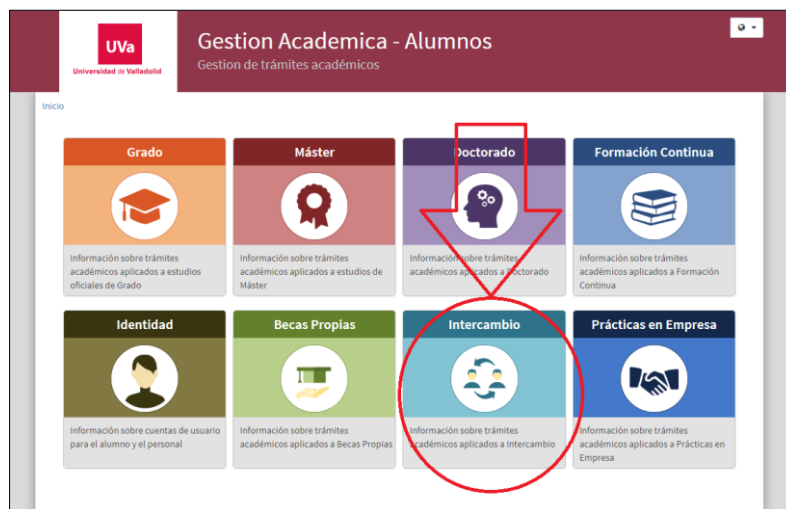 UVa
Universidad de Valladolid
Gestion Academica - Alumnos
Gestion de trámites académicos
Inicio
Grado
Información sobre trámites
académicos aplicados a estudios
oficiales de Grado
Máster
Información sobre trámites
académicos aplicados a estudios de
Máster
Doctorado
Información sobre trámites
académicos aplicados a Doctorado
Formación Continua
Información sobre trámites
académicos aplicados a Formación
Continua
Identidad
Información sobre cuentas de usuario
para el alumno y el personal
Becas Propias
Información sobre trámites
académicos aplicados a Becas Propias
Intercambio
Información sobre trámites
académicos aplicados a Intercambio
Prácticas en Empresa
Información sobre trámites
académicos aplicados a Prácticas en
Empresa